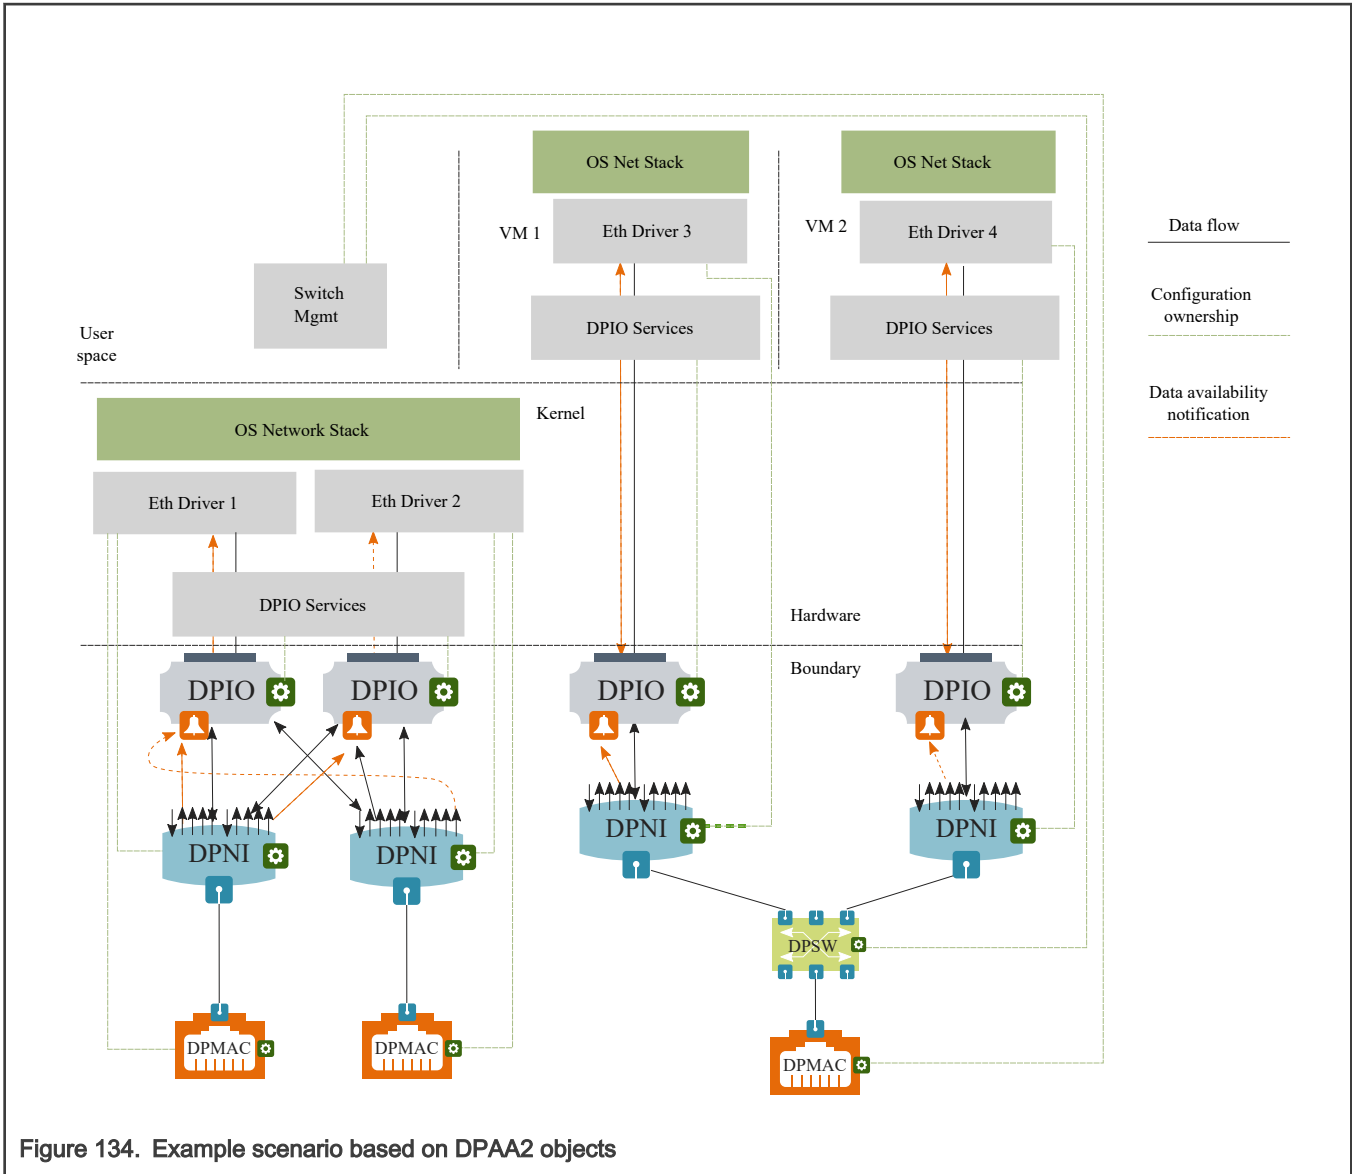 OS Net Stack
OS Net Stack
VM 1
Eth Driver 3
VM 2
Eth Driver 4
Data flow
Switch
Mgmt
Configuration
ownership
DPIO Services
DPIO Services
User
space
Data availability
notification
Kernel
OS Network Stack
Eth Driver 1
Eth Driver 2
DPIO Services
Hardware
Boundary
DPIO
DPIO
DPIO
DPIO
DPNI
DPNI
DPNI
DPNI
DPSW
DPMAC
DPMAC
DPMAC
Figure 134. Example scenario based on DPAA2 objects